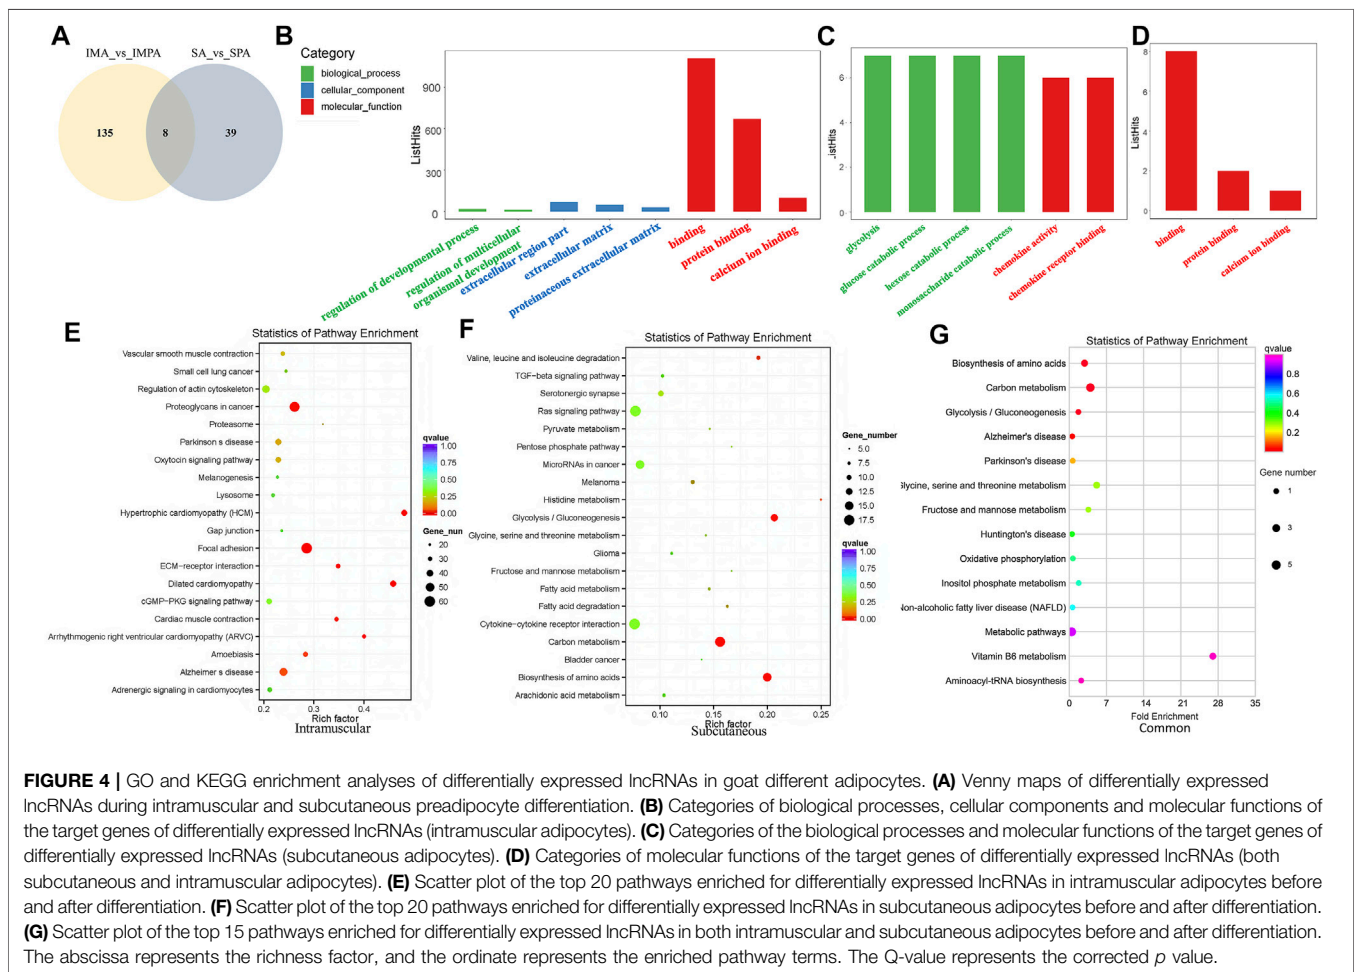 A
IMA_vs_IMPA
SA_vs_SPA
135
8
39
B
Category
biological_process
cellular_component
molecular_function
ListHits
900
600
300
0
regulation of developmental process
regulation of multicellular
organismal development
extracellular region part
extracellular matrix
proteinaceous extracellular matrix
binding
protein binding
calcium ion binding
C
ListHits
6
4
2
0
glycolysis
glucose catabolic process
hexose catabolic process
monosaccharide catabolic process
chemokine activity
chemokine receptor binding
D
ListHits
8
6
4
2
0
binding
protein binding
calcium ion binding
E
Statistics of Pathway Enrichment
Vascular smooth muscle contraction
Small cell lung cancer
Regulation of actin cytoskeleton
Proteoglycans in cancer
Proteasome
Parkinson s disease
Oxytocin signaling pathway
Melanogenesis
Lysosome
Hypertrophic cardiomyopathy (HCM)
Gap junction
Focal adhesion
ECM-receptor interaction
Dilated cardiomyopathy
cGMP-PKG signaling pathway
Cardiac muscle contraction
Arrhythmogenic right ventricular cardiomyopathy (ARVC)
Amoebiasis
Alzheimer s disease
Adrenergic signaling in cardiomyocytes
0.2 0.3 0.4
Rich factor
Intramuscular
qvalue
1.00
0.75
0.50
0.25
0.00
Gene_num
20
30
40
50
60
F
Statistics of Pathway Enrichment
Valine, leucine and isoleucine degradation
TGF-beta signaling pathway
Serotonergic synapse
Ras signaling pathway
Pyruvate metabolism
Pentose phosphate pathway
MicroRNAs in cancer
Melanoma
Histidine metabolism
Glycolysis / Gluconeogenesis
Glycine, serine and threonine metabolism
Glioma
Fructose and mannose metabolism
Fatty acid metabolism
Fatty acid degradation
Cytokine-cytokine receptor interaction
Carbon metabolism
Bladder cancer
Biosynthesis of amino acids
Arachidonic acid metabolism
0.10 0.15 0.20 0.25
Rich factor
Subcutaneous
Gene_number
5.0
7.5
10.0
12.5
15.0
17.5
qvalue
1.00
0.75
0.50
0.25
0.00
G
Statistics of Pathway Enrichment
Biosynthesis of amino acids
Carbon metabolism
Glycolysis / Gluconeogenesis
Alzheimer's disease
Parkinson's disease
Glycine, serine and threonine metabolism
Fructose and mannose metabolism
Huntington's disease
Oxidative phosphorylation
Inositol phosphate metabolism
Non-alcoholic fatty liver disease (NAFLD)
Metabolic pathways
Vitamin B6 metabolism
Aminoacyl-tRNA biosynthesis
0 7 14 21 28 35
Fold Enrichment
Common
qvalue
0.8
0.6
0.4
0.2
Gene number
1
3
5
FIGURE 4 | GO and KEGG enrichment analyses of differentially expressed lncRNAs in goat different adipocytes. (A) Venny maps of differentially expressed
lncRNAs during intramuscular and subcutaneous preadipocyte differentiation. (B) Categories of biological processes, cellular components and molecular functions of
the target genes of differentially expressed lncRNAs (intramuscular adipocytes). (C) Categories of the biological processes and molecular functions of the target genes of
differentially expressed lncRNAs (subcutaneous adipocytes). (D) Categories of molecular functions of the target genes of differentially expressed lncRNAs (both
subcutaneous and intramuscular adipocytes). (E) Scatter plot of the top 20 pathways enriched for differentially expressed lncRNAs in intramuscular adipocytes before
and after differentiation. (F) Scatter plot of the top 20 pathways enriched for differentially expressed lncRNAs in subcutaneous adipocytes before and after differentiation.
(G) Scatter plot of the top 15 pathways enriched for differentially expressed lncRNAs in both intramuscular and subcutaneous adipocytes before and after differentiation.
The abscissa represents the richness factor, and the ordinate represents the enriched pathway terms. The Q-value represents the corrected p value.